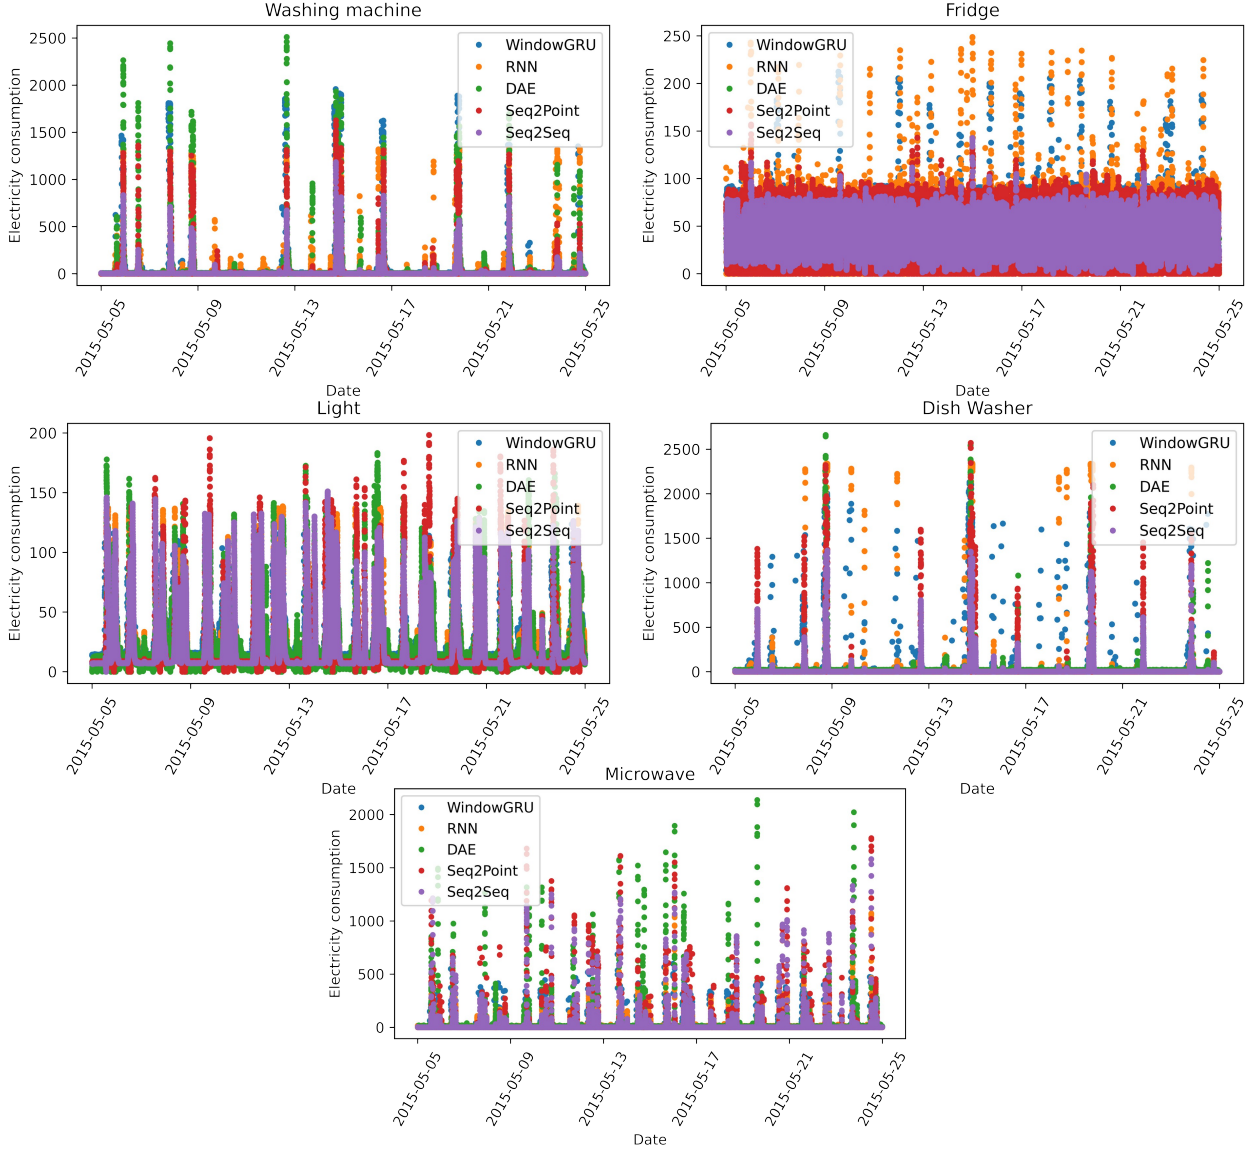 Washing machine
Electricity consumption
2500
2000
1500
1000
500
0
WindowGRU
RNN
DAE
Seq2Point
Seq2Seq
2015-05-05
2015-05-09
2015-05-13
2015-05-17
2015-05-21
2015-05-25
Date
Fridge
Electricity consumption
250
200
150
100
50
0
WindowGRU
RNN
DAE
Seq2Point
Seq2Seq
2015-05-05
2015-05-09
2015-05-13
2015-05-17
2015-05-21
2015-05-25
Date
Light
Electricity consumption
200
150
100
50
0
WindowGRU
RNN
DAE
Seq2Point
Seq2Seq
2015-05-05
2015-05-09
2015-05-13
2015-05-17
2015-05-21
2015-05-25
Date
Dish Washer
Electricity consumption
2500
2000
1500
1000
500
0
WindowGRU
RNN
DAE
Seq2Point
Seq2Seq
2015-05-05
2015-05-09
2015-05-13
2015-05-17
2015-05-21
2015-05-25
Date
Microwave
Electricity consumption
2000
1500
1000
500
0
WindowGRU
RNN
DAE
Seq2Point
Seq2Seq
2015-05-05
2015-05-09
2015-05-13
2015-05-17
2015-05-21
2015-05-25
Date